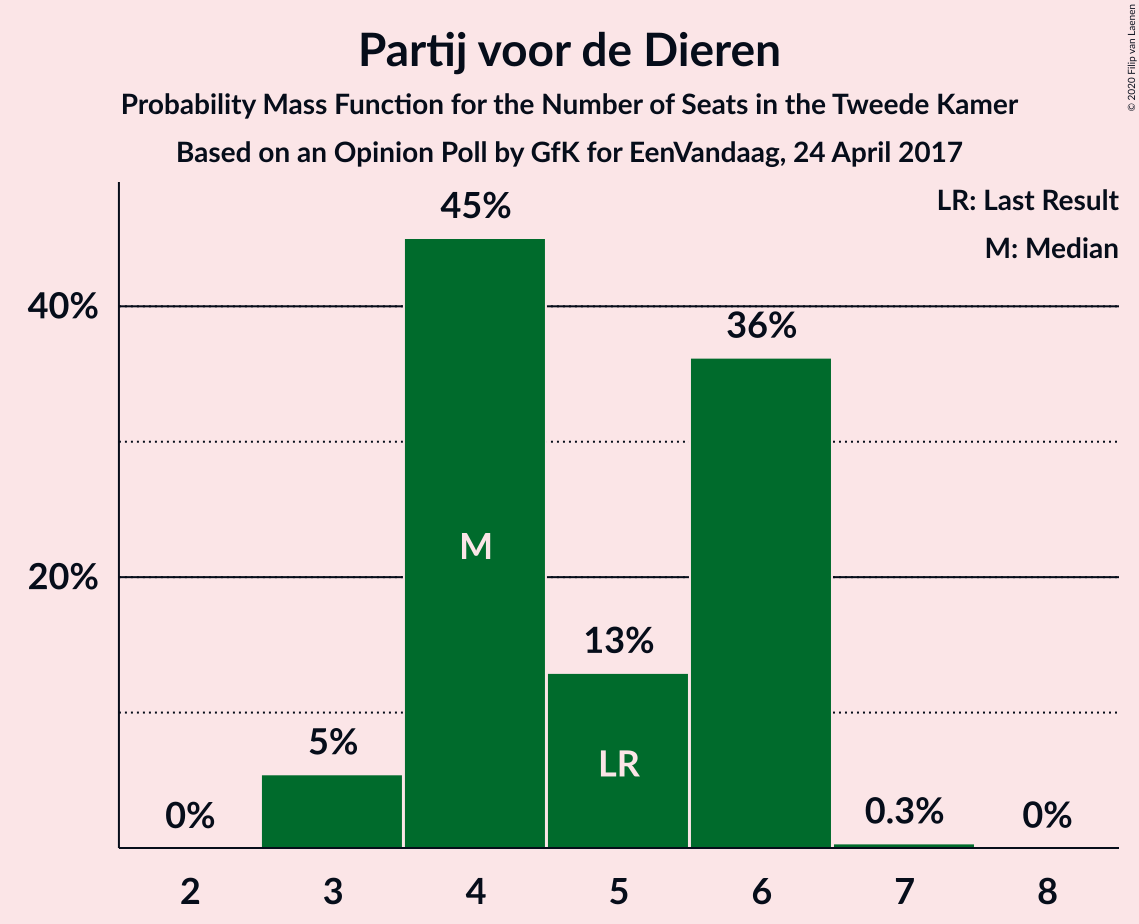 Partij voor de Dieren
Probability Mass Function for the Number of Seats in the Tweede Kamer
Based on an Opinion Poll by GfK for EenVandaag, 24 April 2017
© 2020 Filip van Laenen
LR: Last Result
M: Median
45%
40%
36%
M
20%
13%
LR
5%
0%
0.3%
0%
2 3 4 5 6 7 8